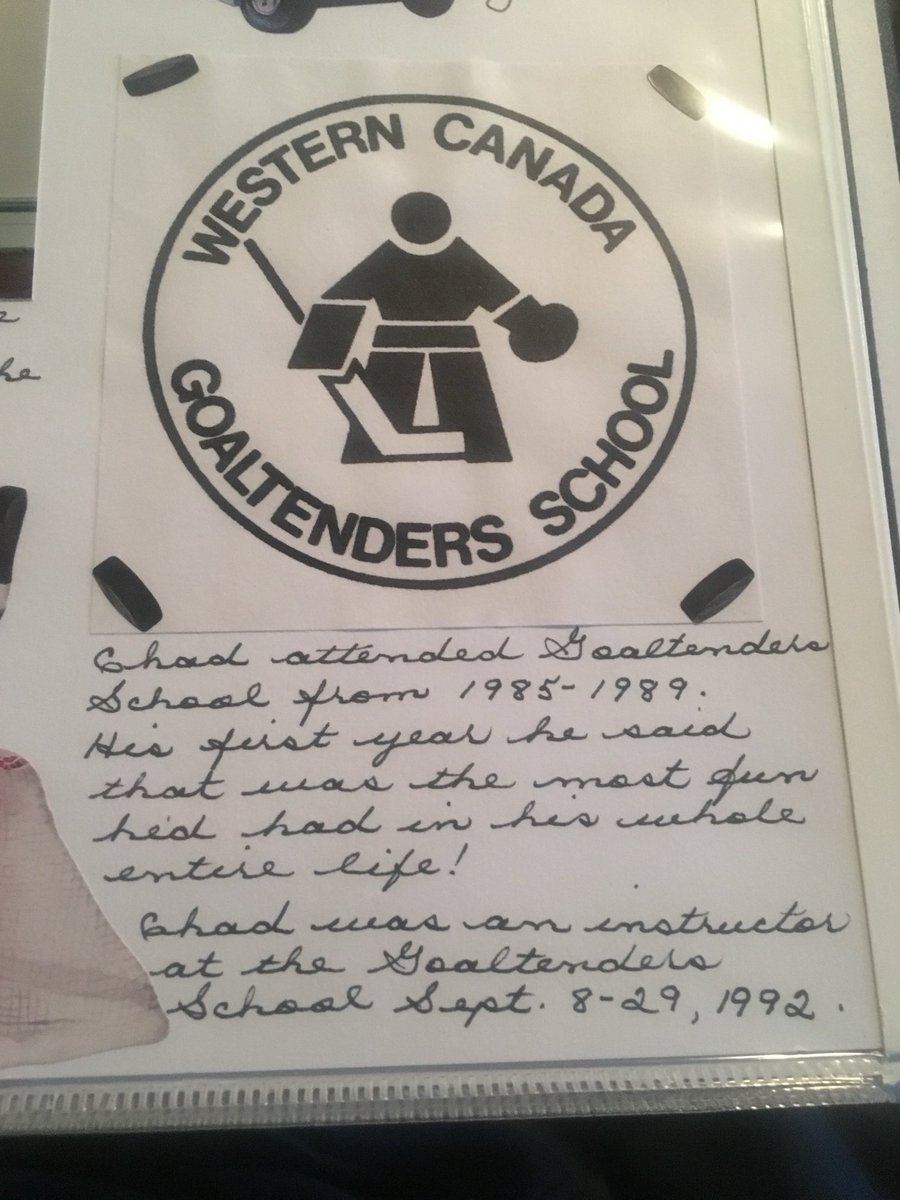 WESTERN CANADA
GOALTENDERS SCHOOL
he
Chad attended Goaltenders
School from 1985-1989.
His first year he said
that was the most fun
he'd had in his whole
entire life!
Chad was an instructor
at the Goaltenders
School Sept. 8-29, 1992.